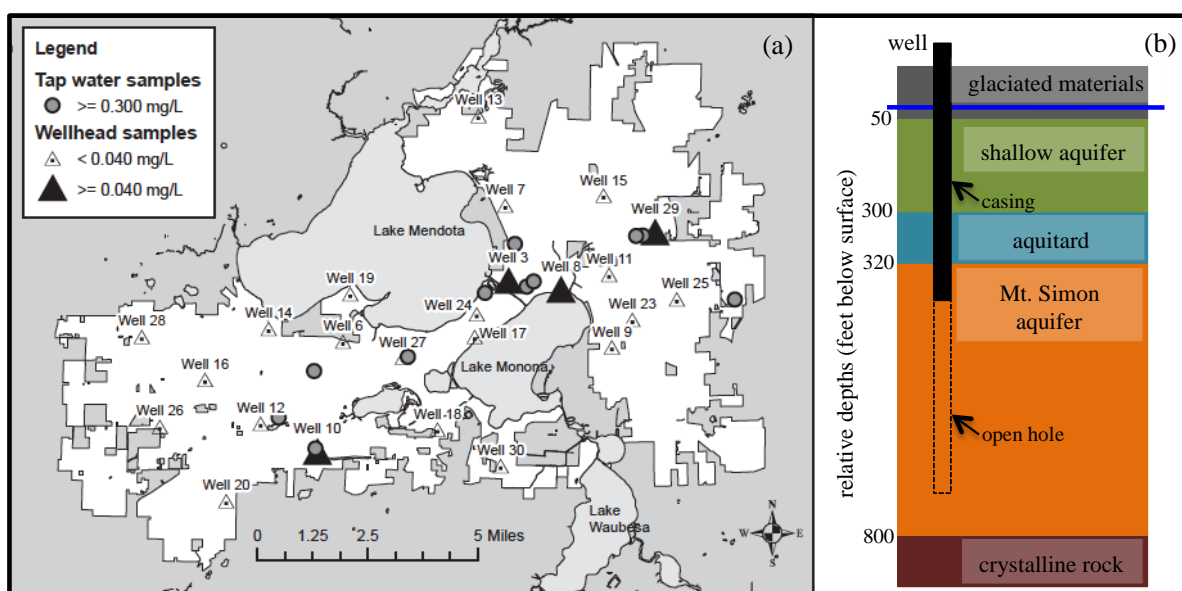 Legend
Tap water samples
>= 0.300 mg/L
Wellhead samples
< 0.040 mg/L
>= 0.040 mg/L
(a)
Well 13
Well 7
Well 15
Well 29
Lake Mendota
Well 3
Well 8
Well 11
Well 19
Well 25
Well 24
Well 23
Well 28
Well 14
Well 6
Well 17
Well 9
Well 27
Lake Monona
Well 16
Well 26
Well 12
Well 18
Well 10
Well 30
Well 20
Lake
Waubesa
0 1.25 2.5 5 Miles
N
W E
S
(b)
well
glaciated materials
50
shallow aquifer
casing
300
aquitard
320
Mt. Simon
aquifer
open hole
800
crystalline rock
relative depths (feet below surface)